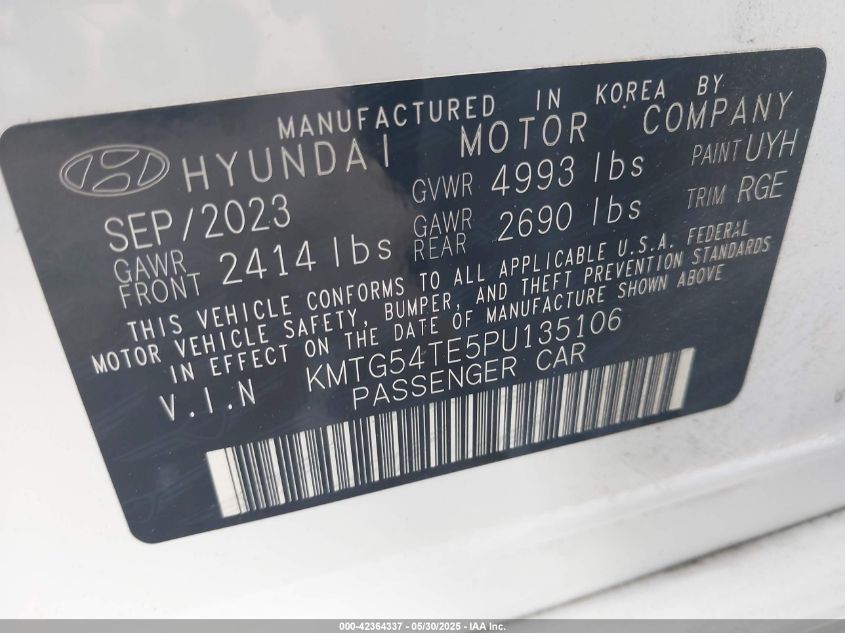 MANUFACTURED IN KOREA BY
HYUNDAI MOTOR COMPANY
SEP/2023 GVWR 4993 lbs PAINT UYH
GAWR FRONT 2414 lbs GAWR REAR 2690 lbs TRIM RGE
THIS VEHICLE CONFORMS TO ALL APPLICABLE U.S.A. FEDERAL
MOTOR VEHICLE SAFETY, BUMPER, AND THEFT PREVENTION STANDARDS
IN EFFECT ON THE DATE OF MANUFACTURE SHOWN ABOVE
V.I.N KMTG54TE5PU135106
PASSENGER CAR
000-42364337 - 05/30/2025 - IAA Inc.